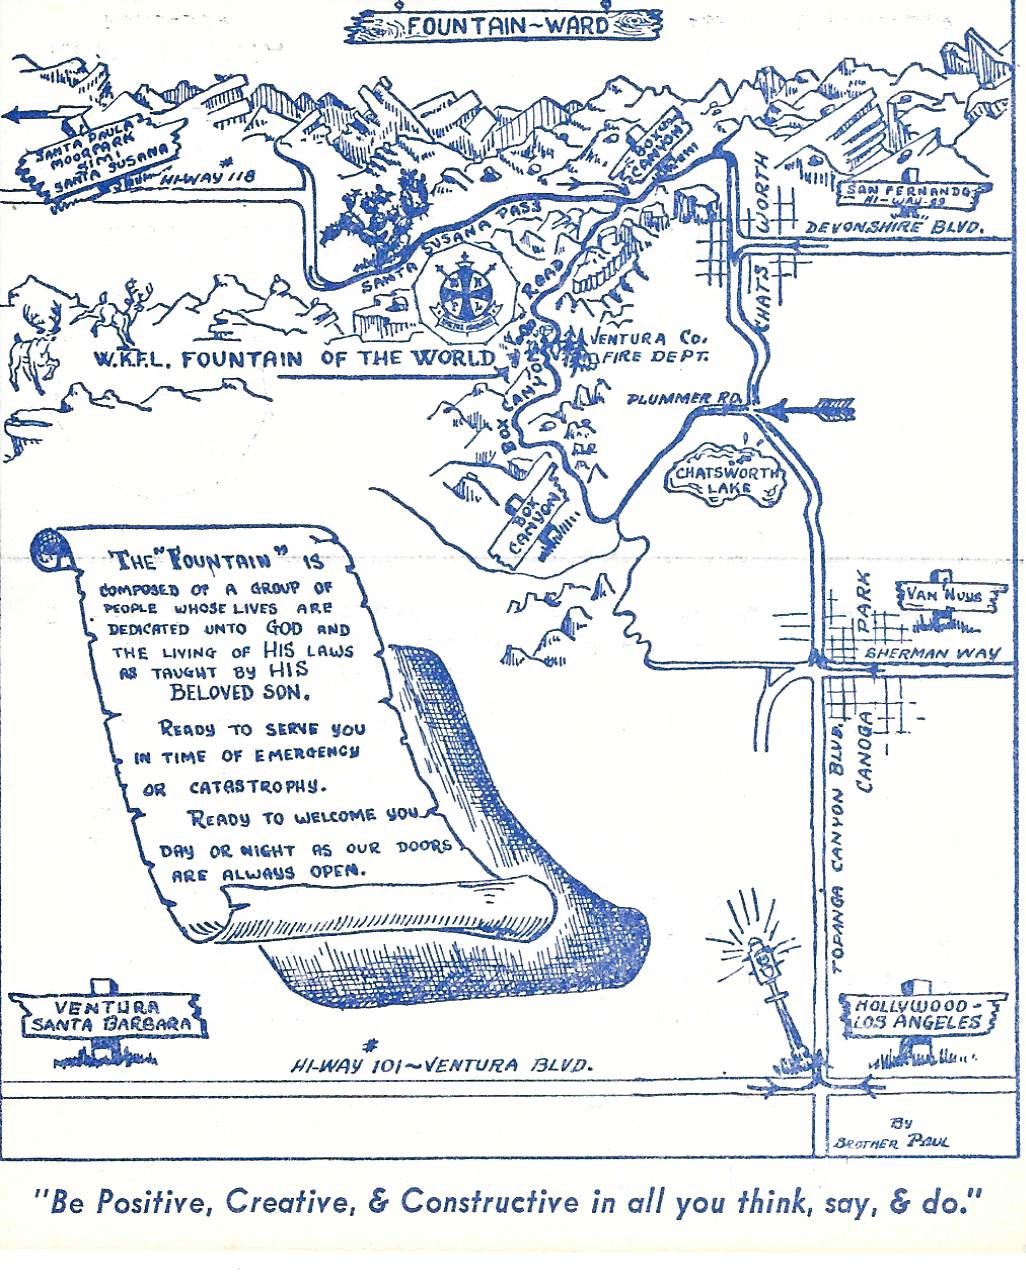 FOUNTAIN~WARD
SANTA PAULA
MOORPARK
SIMI
SANTA SUSANA
# HI-WAY 118
BOX
CANYON
WORTH
SAN FERNANDO
HI-WAY-99
DEVONSHIRE BLVD.
SANTA SUSANA PASS
CHATS
W.K.F.L. FOUNTAIN OF THE WORLD
BOX CANYON ROAD
VENTURA CO.
FIRE DEPT.
PLUMMER RD.
CHATSWORTH
LAKE
BOX
CANYON
THE "FOUNTAIN" IS
COMPOSED OF A GROUP OF
PEOPLE WHOSE LIVES ARE
DEDICATED UNTO GOD AND
THE LIVING OF HIS LAWS
AS TAUGHT BY HIS
BELOVED SON.
READY TO SERVE YOU
IN TIME OF EMERGENCY
OR CATASTROPHY.
READY TO WELCOME YOU
DAY OR NIGHT AS OUR DOORS
ARE ALWAYS OPEN.
PARK
VAN NUYS
SHERMAN WAY
CANOGA
TOPANGA CANYON BLVD.
VENTURA
SANTA BARBARA
HOLLYWOOD-
LOS ANGELES
# HI-WAY 101~VENTURA BLVD.
By
BROTHER PAUL
"Be Positive, Creative, & Constructive in all you think, say, & do."